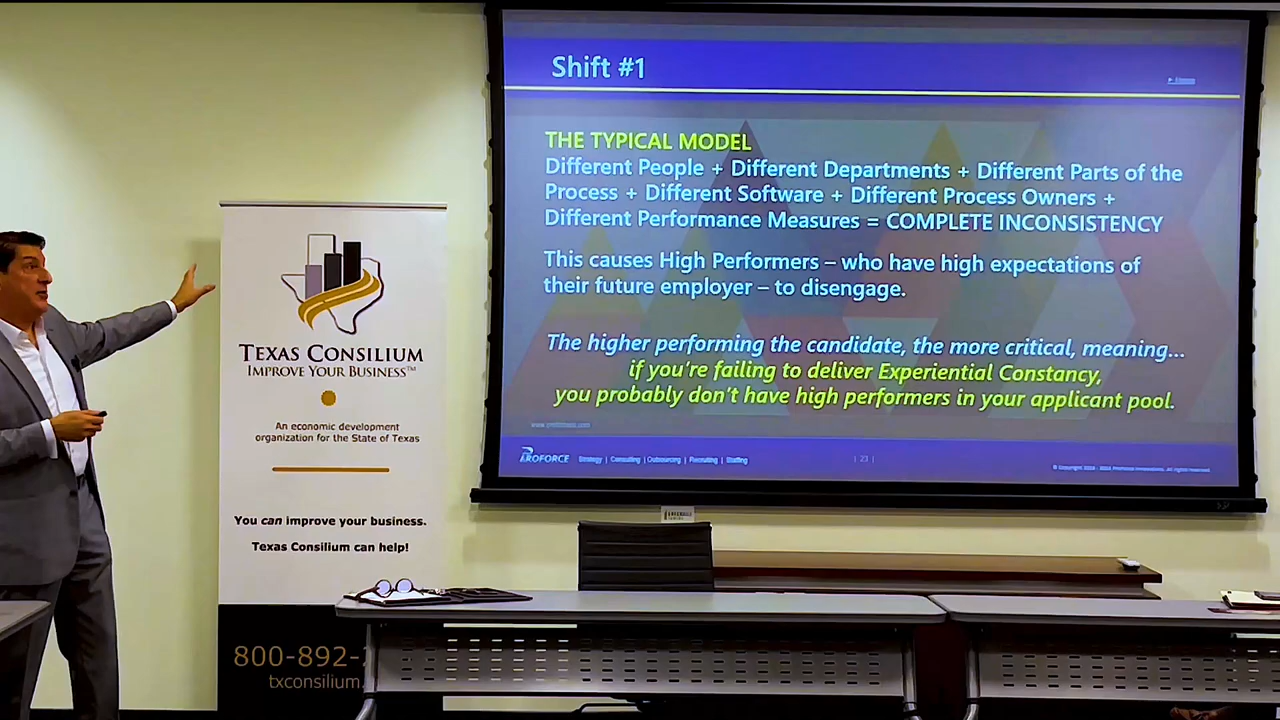 Shift #1
THE TYPICAL MODEL
Different People + Different Departments + Different Parts of the
Process + Different Software + Different Process Owners +
Different Performance Measures = COMPLETE INCONSISTENCY
This causes High Performers – who have high expectations of
their future employer – to disengage.
The higher performing the candidate, the more critical, meaning...
if you're failing to deliver Experiential Constancy,
you probably don't have high performers in your applicant pool.
PROFORCE Strategy | Consulting | Outsourcing | Recruiting | Staffing
| 23 |
TEXAS CONSILIUM
IMPROVE YOUR BUSINESS™
An economic development
organization for the State of Texas
You can improve your business.
Texas Consilium can help!
800-892-
txconsilium.